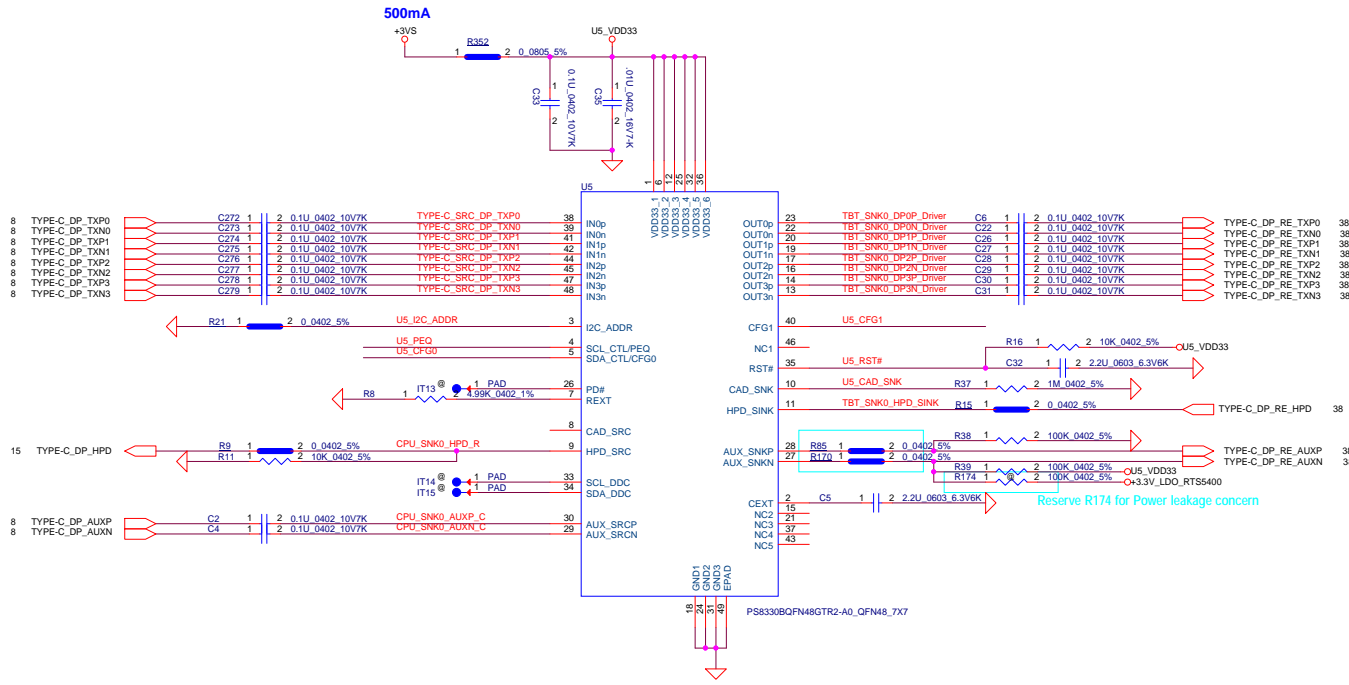 500mA
+3VS
R352
1 2 0_0805_5%
U5_VDD33
C33
0.1U_0402_10V7K
1
2
C35
.01U_0402_16V7-K
1
2
U5
1 6 12 25 32 36
VDD33_1
VDD33_2
VDD33_3
VDD33_4
VDD33_5
VDD33_6
8 TYPE-C_DP_TXP0 C272 1 2 0.1U_0402_10V7K TYPE-C_SRC_DP_TXP0 38 IN0p
8 TYPE-C_DP_TXN0 C273 1 2 0.1U_0402_10V7K TYPE-C_SRC_DP_TXN0 39 IN0n
8 TYPE-C_DP_TXP1 C274 1 2 0.1U_0402_10V7K TYPE-C_SRC_DP_TXP1 41 IN1p
8 TYPE-C_DP_TXN1 C275 1 2 0.1U_0402_10V7K TYPE-C_SRC_DP_TXN1 42 IN1n
8 TYPE-C_DP_TXP2 C276 1 2 0.1U_0402_10V7K TYPE-C_SRC_DP_TXP2 44 IN2p
8 TYPE-C_DP_TXN2 C277 1 2 0.1U_0402_10V7K TYPE-C_SRC_DP_TXN2 45 IN2n
8 TYPE-C_DP_TXP3 C278 1 2 0.1U_0402_10V7K TYPE-C_SRC_DP_TXP3 47 IN3p
8 TYPE-C_DP_TXN3 C279 1 2 0.1U_0402_10V7K TYPE-C_SRC_DP_TXN3 48 IN3n
R21 1 2 0_0402_5% U5_I2C_ADDR 3 I2C_ADDR
U5_PEQ 4 SCL_CTL/PEQ
U5_CFG0 5 SDA_CTL/CFG0
IT13 @ 1 PAD 26 PD#
R8 1 2 4.99K_0402_1% 7 REXT
8 CAD_SRC
15 TYPE-C_DP_HPD R9 1 2 0_0402_5% CPU_SNK0_HPD_R 9 HPD_SRC
R11 1 2 10K_0402_5%
IT14 @ 1 PAD 33 SCL_DDC
IT15 @ 1 PAD 34 SDA_DDC
8 TYPE-C_DP_AUXP C2 1 2 0.1U_0402_10V7K CPU_SNK0_AUXP_C 30 AUX_SRCP
8 TYPE-C_DP_AUXN C4 1 2 0.1U_0402_10V7K CPU_SNK0_AUXN_C 29 AUX_SRCN
OUT0p 23 TBT_SNK0_DP0P_Driver C6 1 2 0.1U_0402_10V7K TYPE-C_DP_RE_TXP0 38
OUT0n 22 TBT_SNK0_DP0N_Driver C22 1 2 0.1U_0402_10V7K TYPE-C_DP_RE_TXN0 38
OUT1p 20 TBT_SNK0_DP1P_Driver C26 1 2 0.1U_0402_10V7K TYPE-C_DP_RE_TXP1 38
OUT1n 19 TBT_SNK0_DP1N_Driver C27 1 2 0.1U_0402_10V7K TYPE-C_DP_RE_TXN1 38
OUT2p 17 TBT_SNK0_DP2P_Driver C28 1 2 0.1U_0402_10V7K TYPE-C_DP_RE_TXP2 38
OUT2n 16 TBT_SNK0_DP2N_Driver C29 1 2 0.1U_0402_10V7K TYPE-C_DP_RE_TXN2 38
OUT3p 14 TBT_SNK0_DP3P_Driver C30 1 2 0.1U_0402_10V7K TYPE-C_DP_RE_TXP3 38
OUT3n 13 TBT_SNK0_DP3N_Driver C31 1 2 0.1U_0402_10V7K TYPE-C_DP_RE_TXN3 38
CFG1 40 U5_CFG1
NC1 46
R16 1 2 10K_0402_5% U5_VDD33
RST# 35 U5_RST# C32 1 2 2.2U_0603_6.3V6K
CAD_SNK 10 U5_CAD_SNK R37 1 2 1M_0402_5%
HPD_SINK 11 TBT_SNK0_HPD_SINK R15 1 2 0_0402_5% TYPE-C_DP_RE_HPD 38
R38 1 2 100K_0402_5%
AUX_SNKP 28 R85 1 2 0_0402_5% TYPE-C_DP_RE_AUXP
AUX_SNKN 27 R170 1 2 0_0402_5% TYPE-C_DP_RE_AUXN
R39 1 2 100K_0402_5% U5_VDD33
R174 1 @ 2 100K_0402_5% +3.3V_LDO_RTS5400
Reserve R174 for Power leakage concern
CEXT 2 C5 1 2 2.2U_0603_6.3V6K
NC2 15
NC3 21
NC4 37
NC5 43
GND1
GND2
GND3
EPAD
18 24 31 49
PS8330BQFN48GTR2-A0_QFN48_7X7